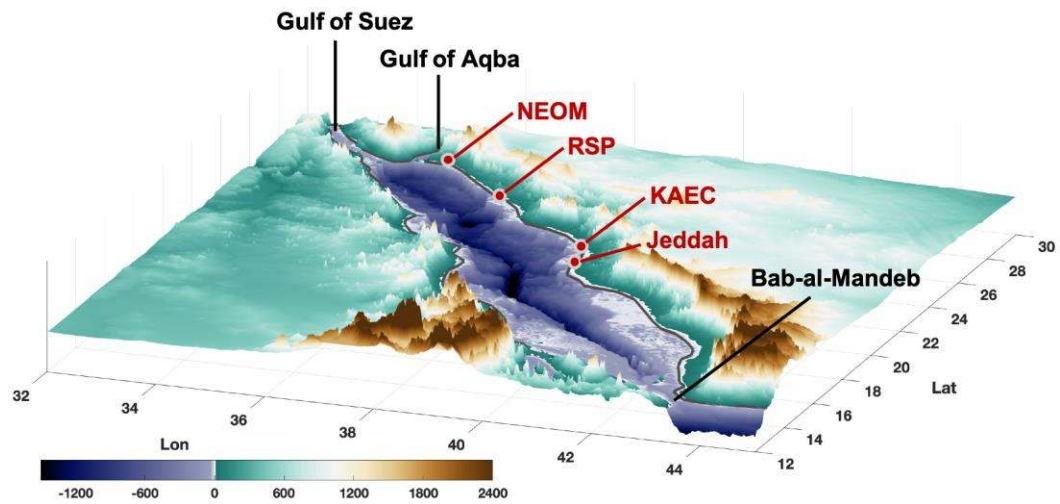 Gulf of Suez
Gulf of Aqba
NEOM
RSP
KAEC
Jeddah
Bab-al-Mandeb
30
28
26
24
22
20
18
16
14
12
Lat
32
34
36
38
40
42
44
Lon
-1200 -600 0 600 1200 1800 2400